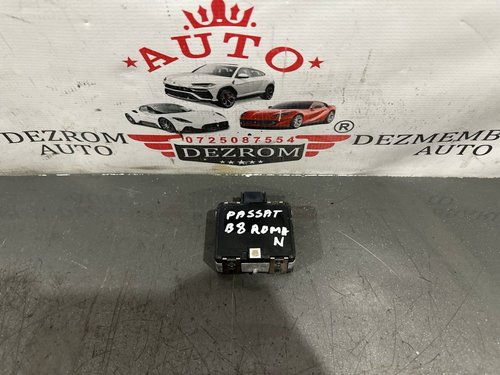 AUTO
DEZROM
AUTO
0725087554
DEZROM
®
DEZMEMB
AUTO
PASSAT
B8 ROMA
N